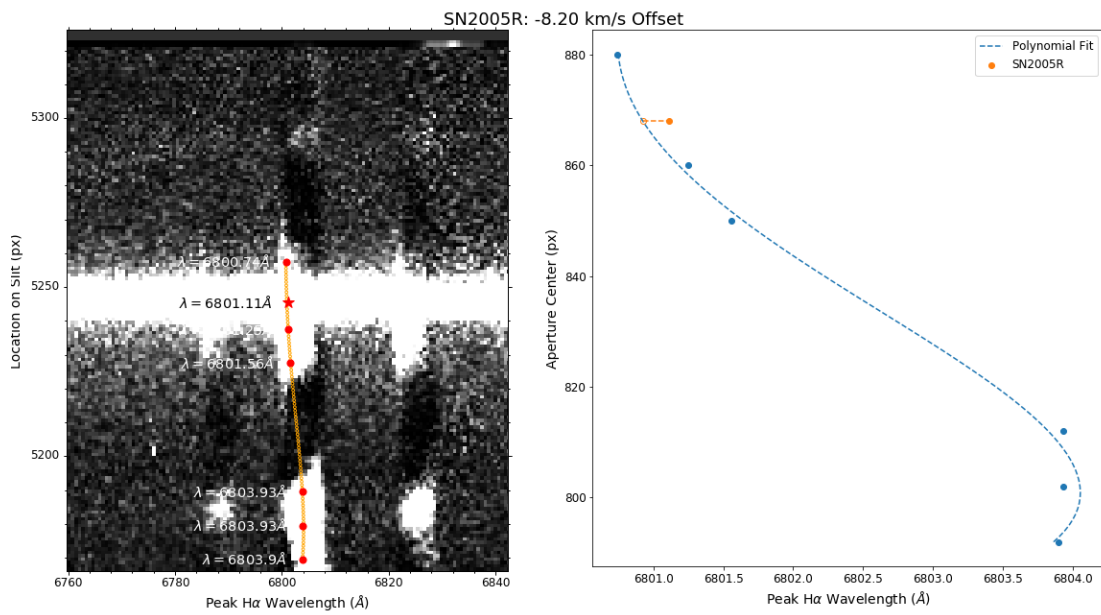 SN2005R: -8.20 km/s Offset
Location on Slit (px)
5300
5250
5200
λ=6800.74Å
λ=6801.11Å
λ=6801.56Å
λ=6803.93Å
λ=6803.93Å
λ=6803.9Å
6760 6780 6800 6820 6840
Peak Hα Wavelength (Å)
Aperture Center (px)
880
860
840
820
800
Polynomial Fit
SN2005R
6801.0 6801.5 6802.0 6802.5 6803.0 6803.5 6804.0
Peak Hα Wavelength (Å)